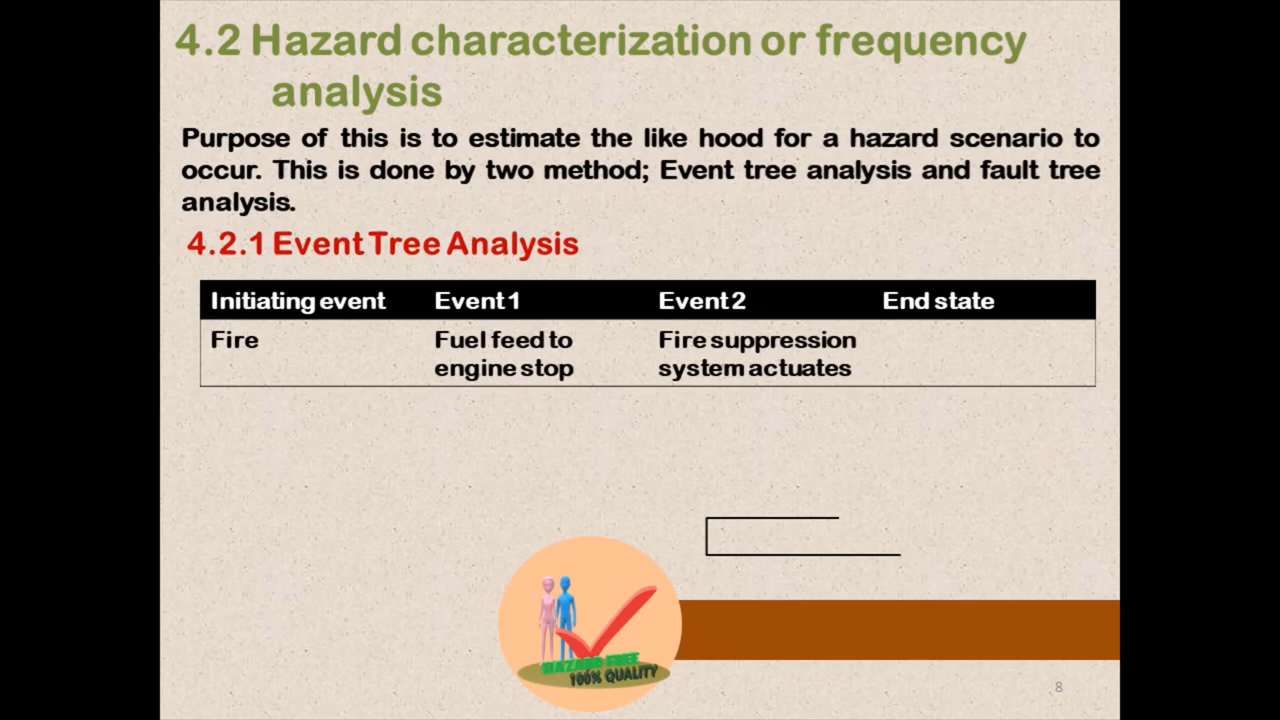 4.2 Hazard characterization or frequency
analysis
Purpose of this is to estimate the like hood for a hazard scenario to
occur. This is done by two method; Event tree analysis and fault tree
analysis.
4.2.1 Event Tree Analysis
Initiating event Event 1 Event 2 End state
Fire Fuel feed to Fire suppression
engine stop system actuates
HAZARD FREE
100% QUALITY
8